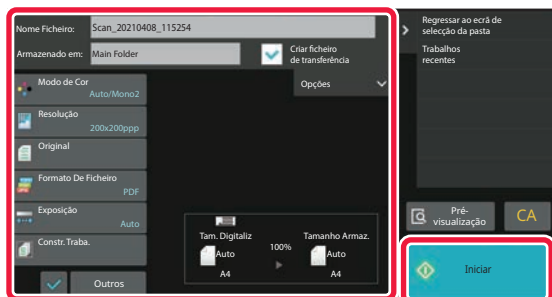 Nome Ficheiro: Scan_20210408_115254
Armazenado em: Main Folder
Criar ficheiro
de transferência
Opções
Modo de Cor
Auto/Mono2
Resolução
200x200ppp
Original
Formato De Ficheiro
PDF
Exposição
Auto
Constr.Traba.
Outros
Tam. Digitaliz
Auto
A4
100%
Tamanho Armaz.
Auto
A4
Regressar ao ecrã de
selecção da pasta
Trabalhos
recentes
Pré-
visualização
CA
Iniciar